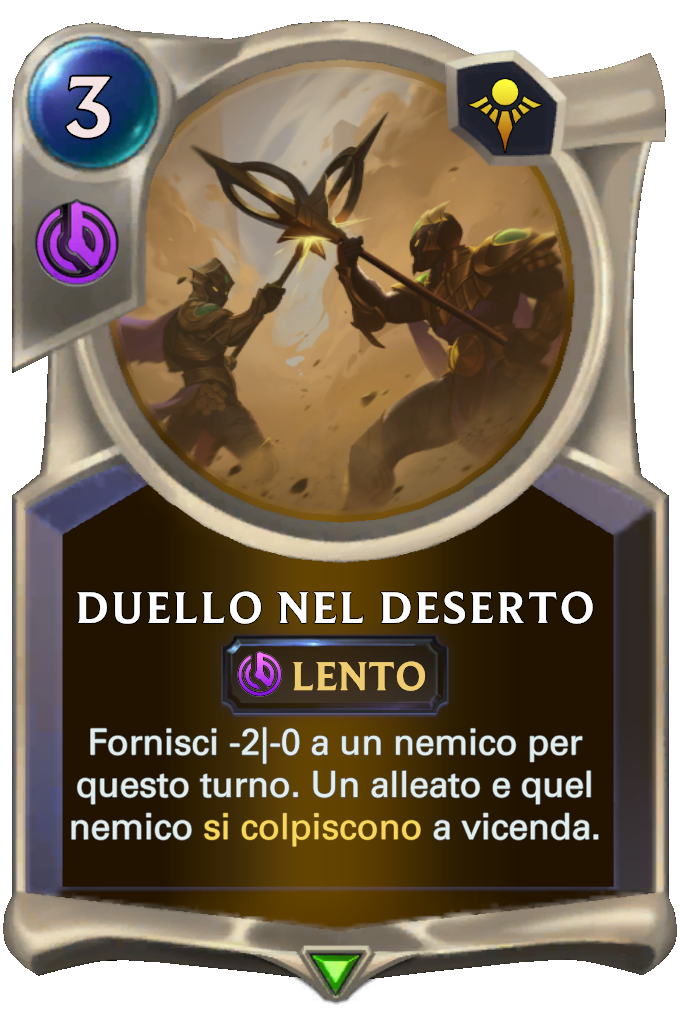 3
DUELLO NEL DESERTO
LENTO
Fornisci -2|-0 a un nemico per
questo turno. Un alleato e quel
nemico si colpiscono a vicenda.